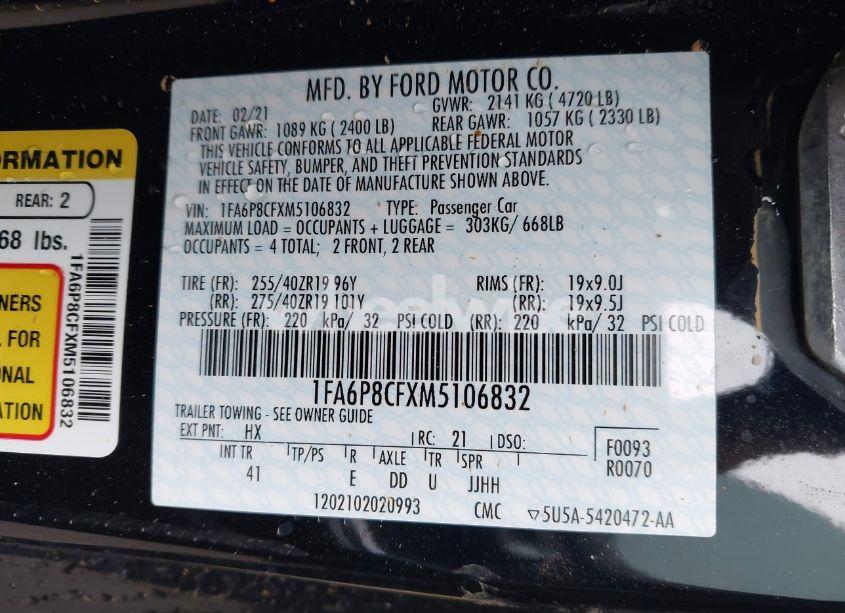 MFD. BY FORD MOTOR CO.
DATE: 02/21 GVWR: 2141 KG ( 4720 LB)
FRONT GAWR: 1089 KG ( 2400 LB) REAR GAWR: 1057 KG ( 2330 LB)
THIS VEHICLE CONFORMS TO ALL APPLICABLE FEDERAL MOTOR
VEHICLE SAFETY, BUMPER, AND THEFT PREVENTION STANDARDS
IN EFFECT ON THE DATE OF MANUFACTURE SHOWN ABOVE.
VIN: 1FA6P8CFXM5106832 TYPE: Passenger Car
MAXIMUM LOAD = OCCUPANTS + LUGGAGE = 303KG/ 668LB
OCCUPANTS = 4 TOTAL; 2 FRONT, 2 REAR
TIRE (FR): 255/40ZR19 96Y RIMS (FR): 19x9.0J
(RR): 275/40ZR19 101Y (RR): 19x9.5J
PRESSURE (FR): 220 kPa/ 32 PSI COLD (RR): 220 kPa/ 32 PSI COLD
1FA6P8CFXM5106832
TRAILER TOWING - SEE OWNER GUIDE
EXT PNT: HX RC: 21 DSO: F0093
INT TR TP/PS R AXLE TR SPR R0070
41 E DD U JJHH
1202102020993 CMC ▽5U5A-5420472-AA
ORMATION
REAR: 2
68 lbs.
NERS
FOR
ONAL
ATION
1FA6P8CFXM5106832